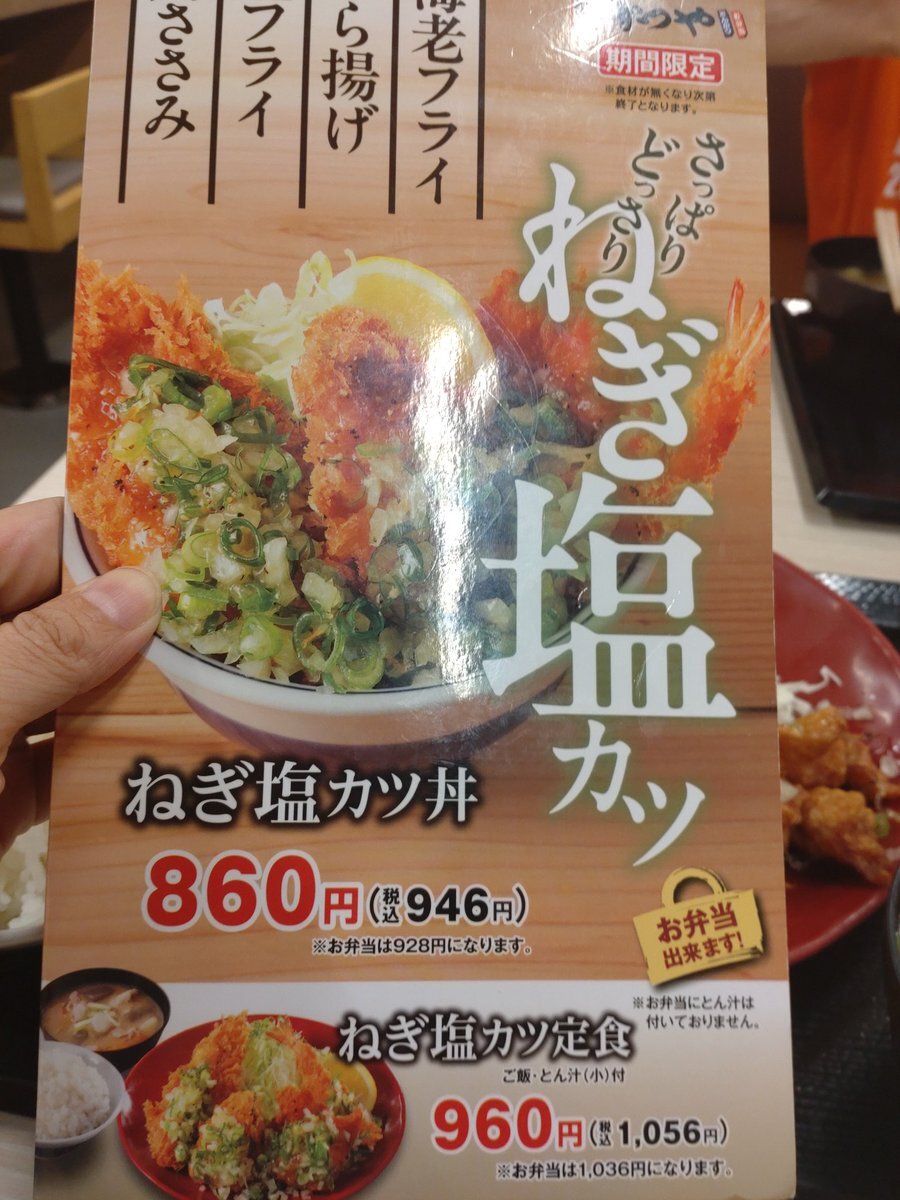 かつや
期間限定
※食材が無くなり次第
終了となります。
海老フライ
から揚げ
フライ
ささみ
さっぱり
どっさり
ねぎ塩カツ
ねぎ塩カツ丼
860円(税込946円)
※お弁当は928円になります。
お弁当
出来ます!
※お弁当にとん汁は
付いておりません。
ねぎ塩カツ定食
ご飯・とん汁(小)付
960円(税込1,056円)
※お弁当は1,036円になります。